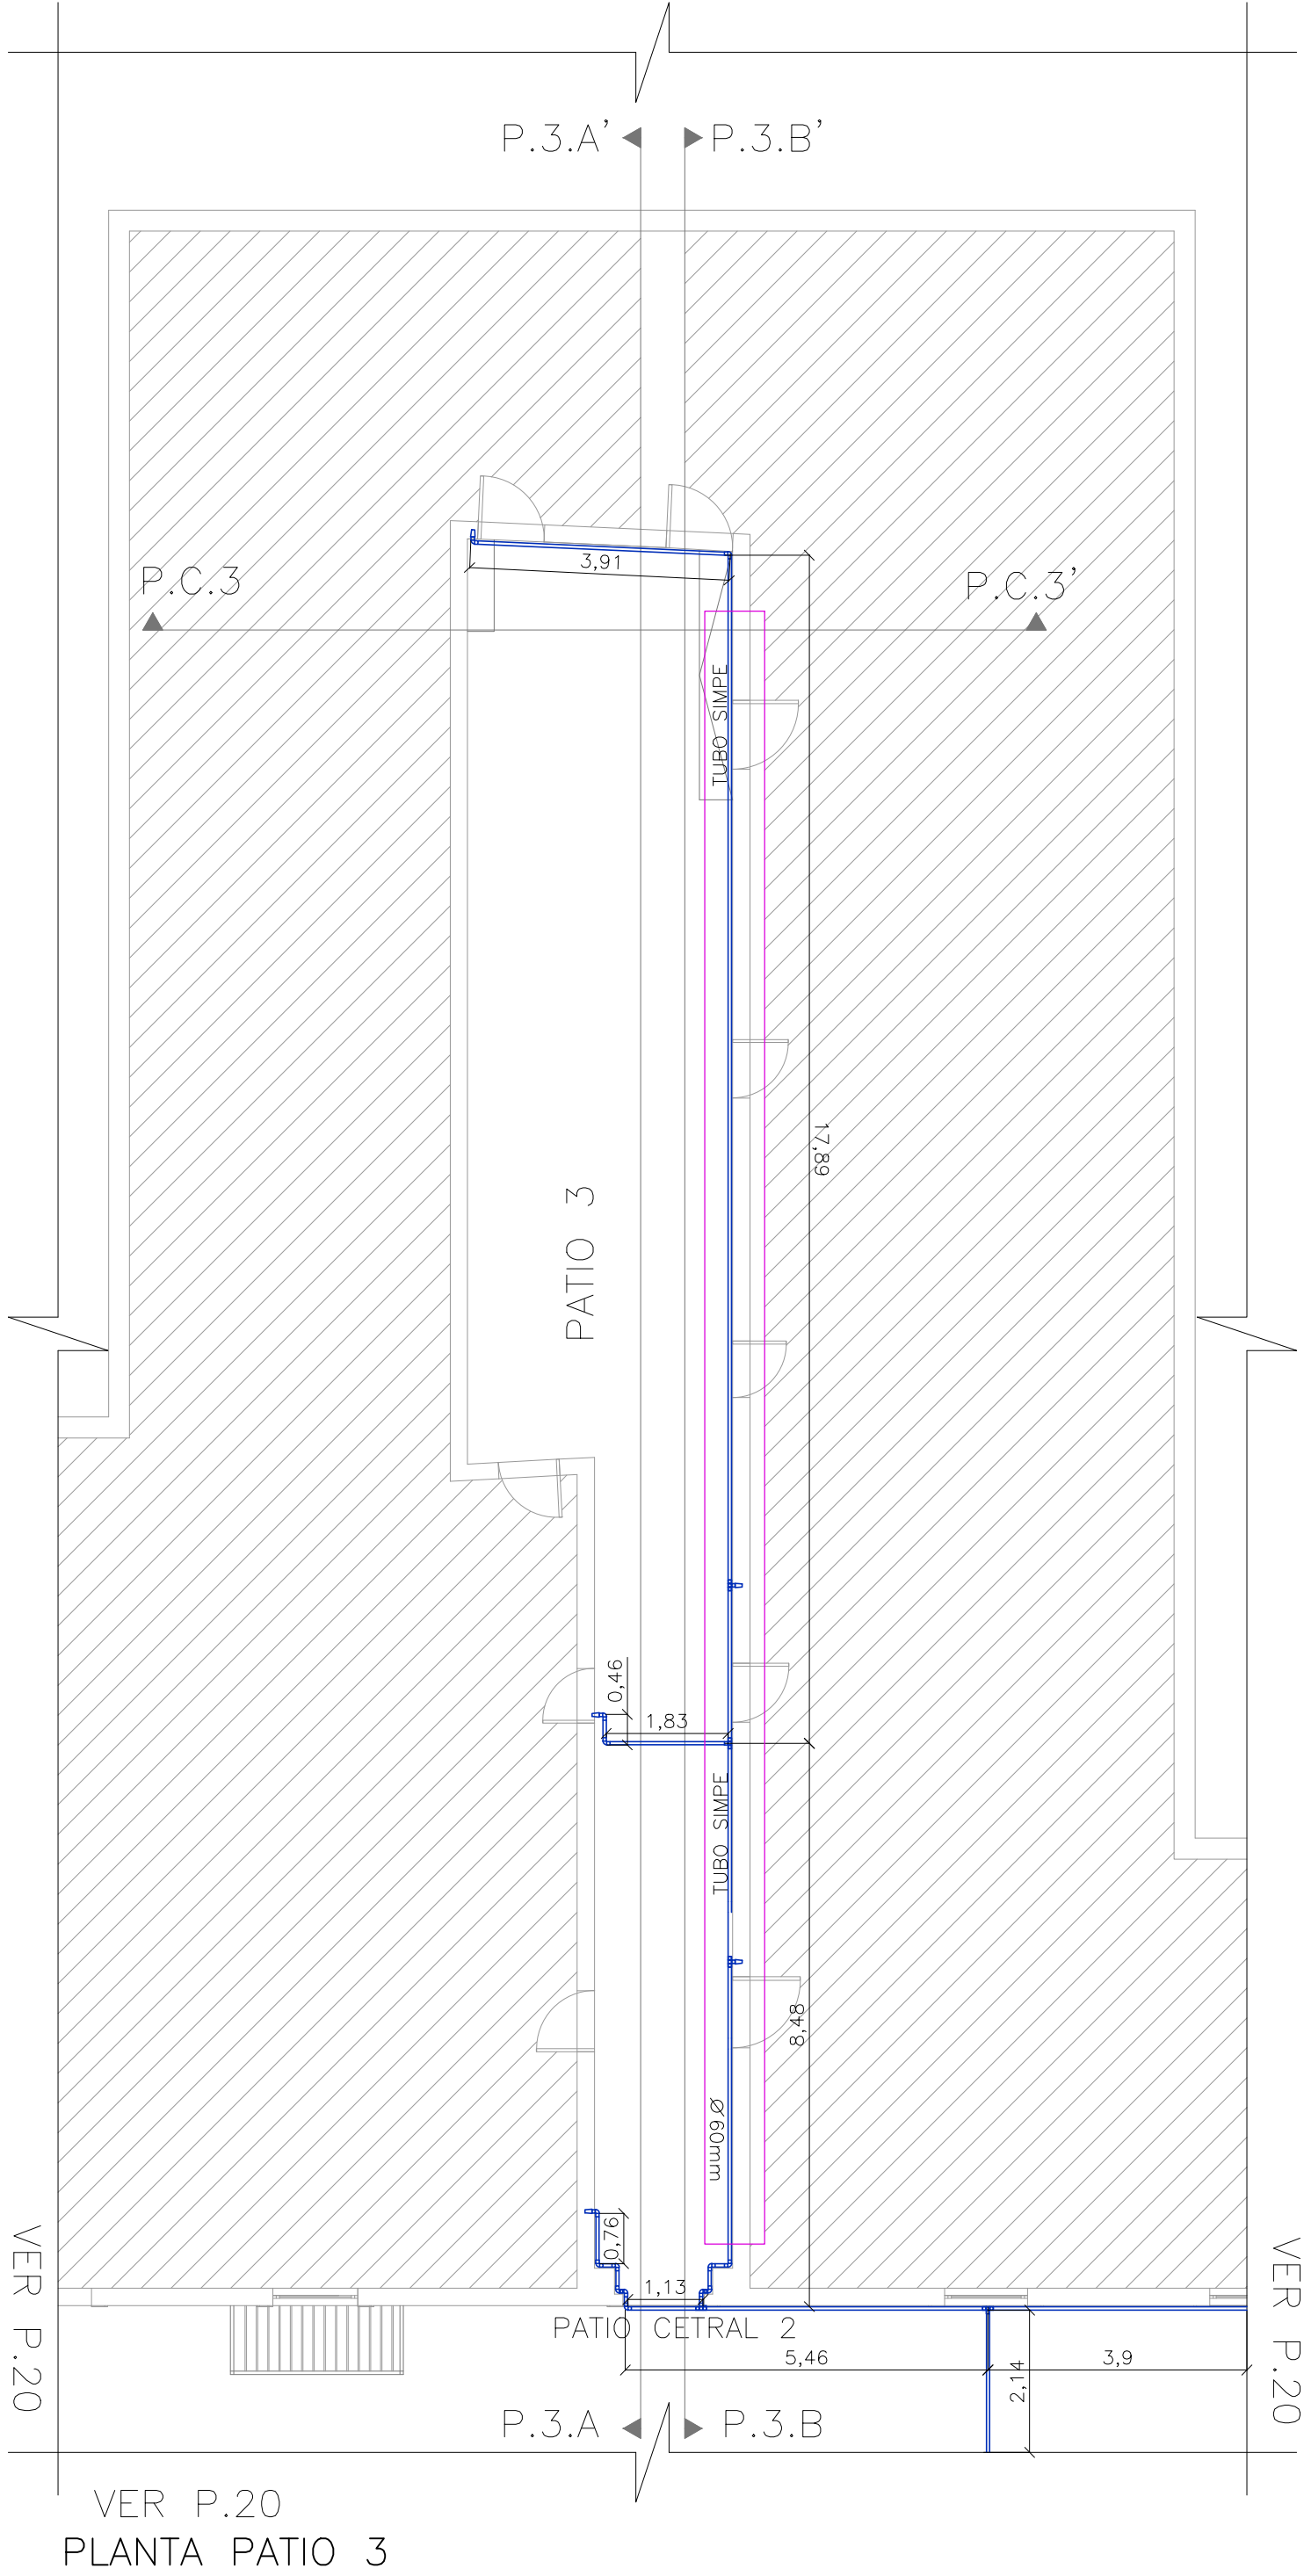 P.3.A' P.3.B'
3,91
P.C.3 P.C.3'
TUBO SIMPE
17,89
PATIO 3
0,46
1,83
TUBO SIMPE
8,48
Ø60mm
0,76
1,13
PATIO CETRAL 2
5,46 3,9
2,14
VER P.20
VER P.20
P.3.A P.3.B
VER P.20
PLANTA PATIO 3